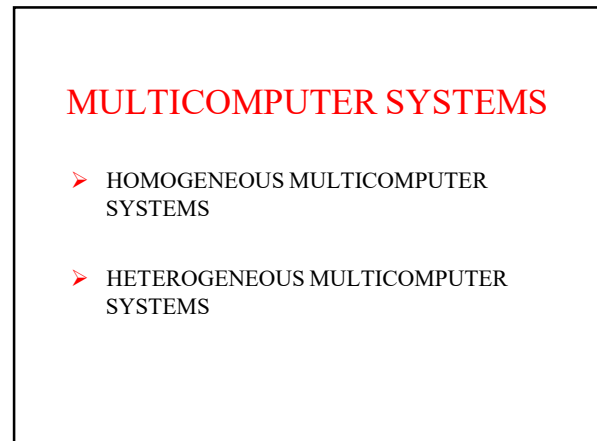 MULTICOMPUTER SYSTEMS
➢ HOMOGENEOUS MULTICOMPUTER
SYSTEMS
➢ HETEROGENEOUS MULTICOMPUTER
SYSTEMS